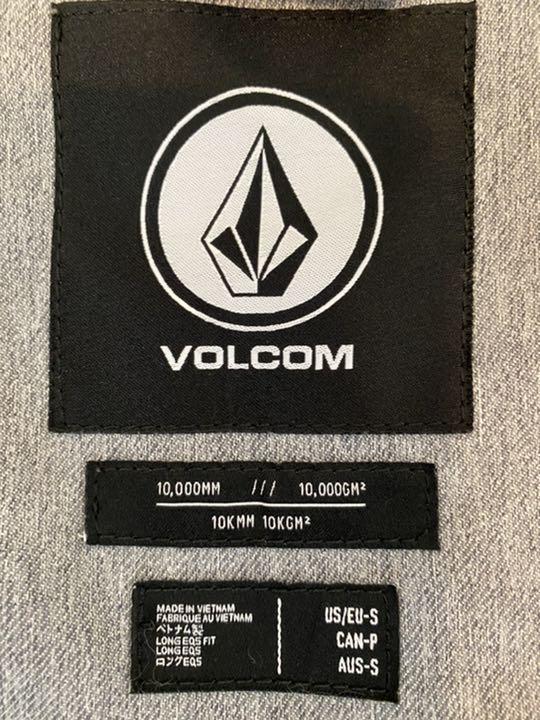 VOLCOM
10,000MM /// 10,000GM²
10KMM 10KGM²
MADE IN VIETNAM
FABRIQUE AU VIETNAM
ベトナム製
LONG EQS FIT
LONG EQS
ロングEQS
US/EU-S
CAN-P
AUS-S